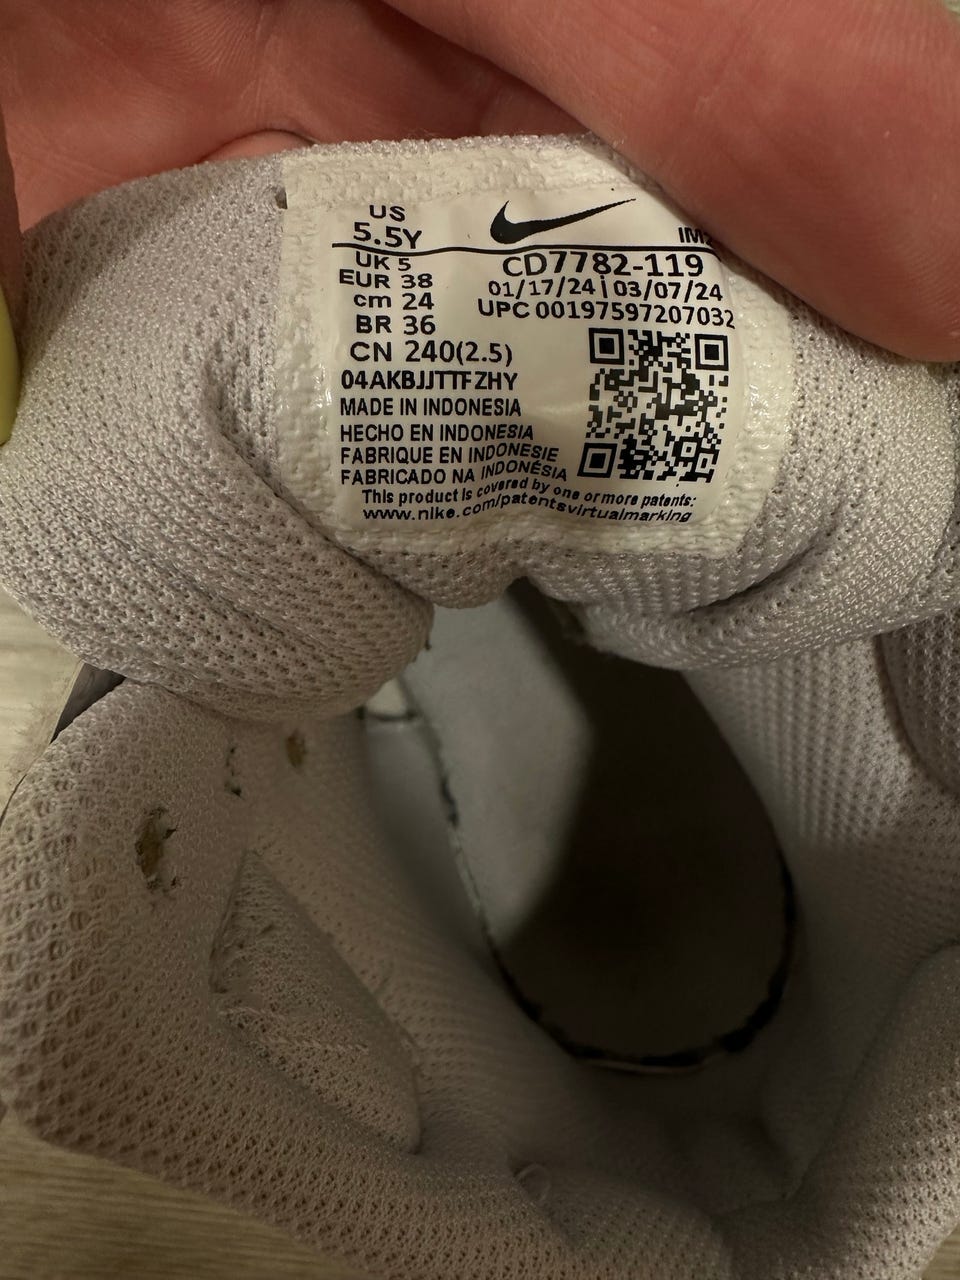 US
5.5Y
UK 5
EUR 38
cm 24
BR 36
CN 240(2.5)
CD7782-119
01/17/24 | 03/07/24
UPC 00197597207032
04AKBJJTTFZHY
MADE IN INDONESIA
HECHO EN INDONESIA
FABRIQUE EN INDONESIE
FABRICADO NA INDONÉSIA
This product is covered by one or more patents:
www.nike.com/patentsvirtualmarking